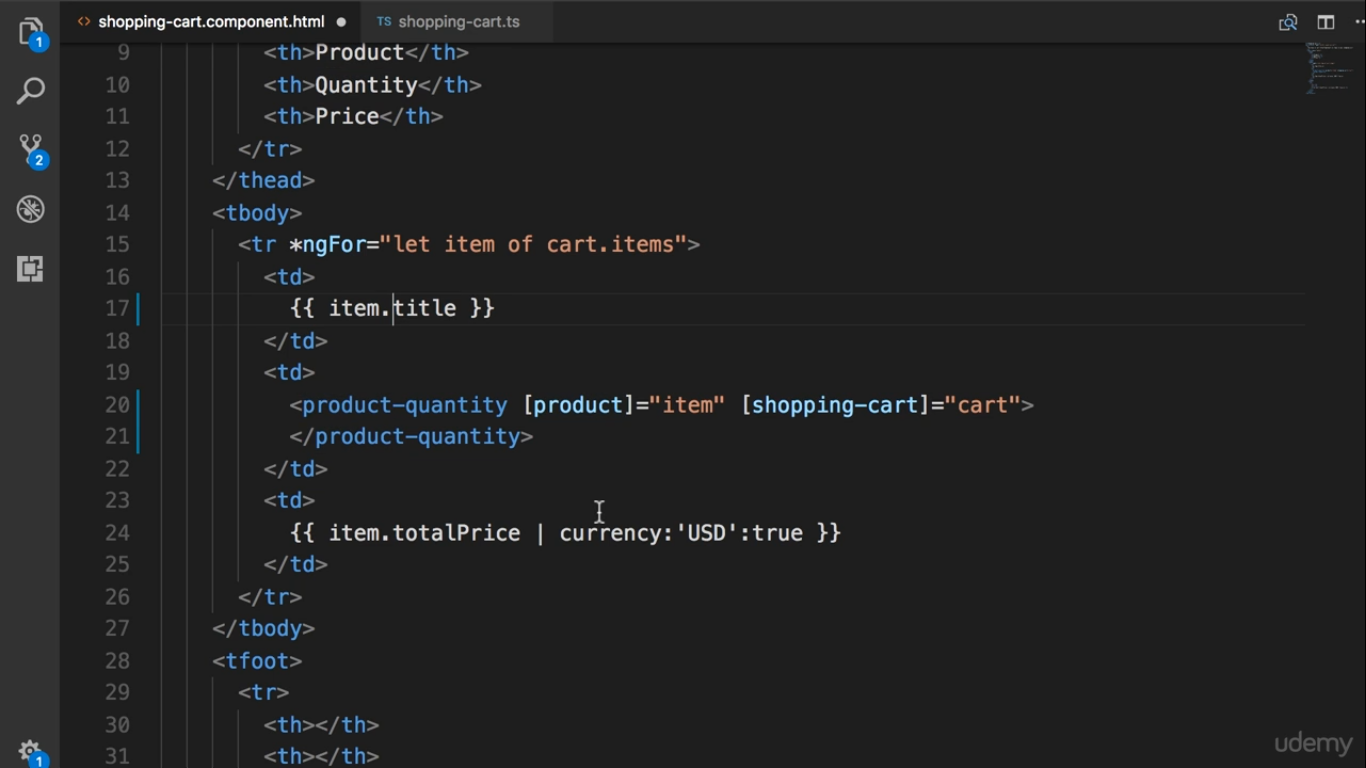 shopping-cart.component.html
TS shopping-cart.ts
9 <th>Product</th>
10 <th>Quantity</th>
11 <th>Price</th>
12 </tr>
13 </thead>
14 <tbody>
15 <tr *ngFor="let item of cart.items">
16 <td>
17 {{ item.title }}
18 </td>
19 <td>
20 <product-quantity [product]="item" [shopping-cart]="cart">
21 </product-quantity>
22 </td>
23 <td>
24 {{ item.totalPrice | currency:'USD':true }}
25 </td>
26 </tr>
27 </tbody>
28 <tfoot>
29 <tr>
30 <th></th>
31 <th></th>
1
2
1
udemy